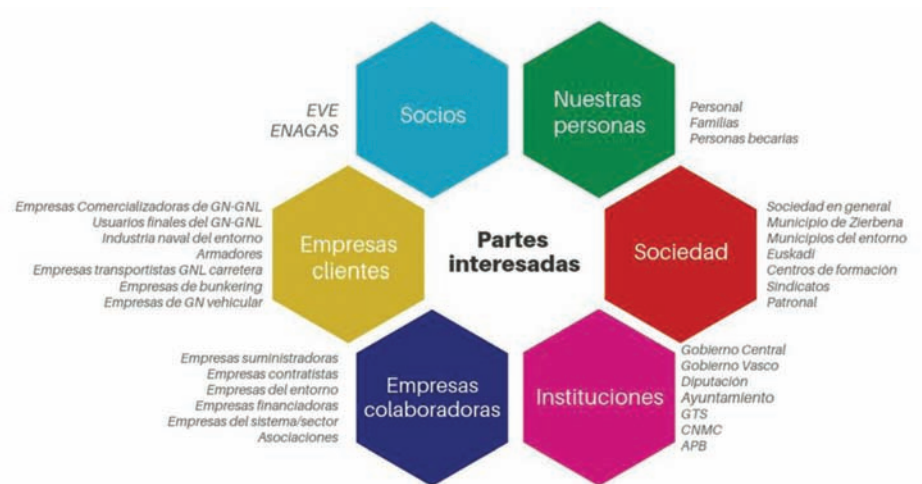 Socios
EVE
ENAGAS
Nuestras
personas
Personal
Familias
Personas becarias
Empresas
clientes
Empresas Comercializadoras de GN-GNL
Usuarios finales del GN-GNL
Industria naval del entorno
Armadores
Empresas transportistas GNL carretera
Empresas de bunkering
Empresas de GN vehicular
Partes
interesadas
Sociedad
Sociedad en general
Municipio de Zierbena
Municipios del entorno
Euskadi
Centros de formación
Sindicatos
Patronal
Empresas
colaboradoras
Empresas suministradoras
Empresas contratistas
Empresas del entorno
Empresas financiadoras
Empresas del sistema/sector
Asociaciones
Instituciones
Gobierno Central
Gobierno Vasco
Diputación
Ayuntamiento
GTS
CNMC
APB